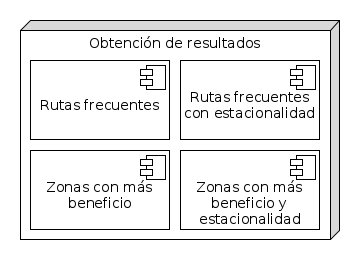 Obtención de resultados
Rutas frecuentes
Rutas frecuentes
con estacionalidad
Zonas con más
beneficio
Zonas con más
beneficio y
estacionalidad